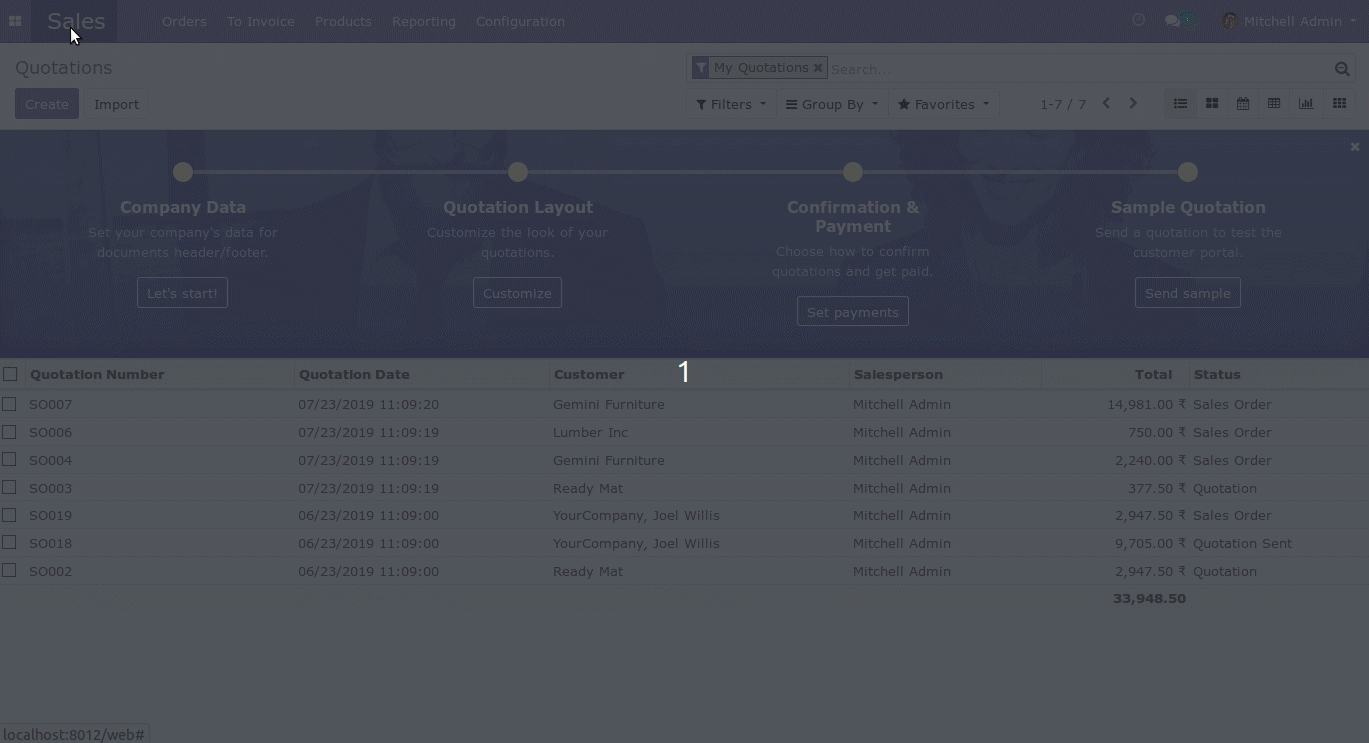 Sales Orders To Invoice Products Reporting Configuration Mitchell Admin
Quotations
My Quotations Search...
Create Import
Filters Group By Favorites 1-7 / 7
Company Data
Set your company's data for
documents header/footer.
Let's start!
Quotation Layout
Customize the look of your
quotations.
Customize
Confirmation &
Payment
Choose how to confirm
quotations and get paid.
Set payments
Sample Quotation
Send a quotation to test the
customer portal.
Send sample
1
Quotation Number Quotation Date Customer Salesperson Total Status
SO007 07/23/2019 11:09:20 Gemini Furniture Mitchell Admin 14,981.00 ₹ Sales Order
SO006 07/23/2019 11:09:19 Lumber Inc Mitchell Admin 750.00 ₹ Sales Order
SO004 07/23/2019 11:09:19 Gemini Furniture Mitchell Admin 2,240.00 ₹ Sales Order
SO003 07/23/2019 11:09:19 Ready Mat Mitchell Admin 377.50 ₹ Quotation
SO019 06/23/2019 11:09:00 YourCompany, Joel Willis Mitchell Admin 2,947.50 ₹ Sales Order
SO018 06/23/2019 11:09:00 YourCompany, Joel Willis Mitchell Admin 9,705.00 ₹ Quotation Sent
SO002 06/23/2019 11:09:00 Ready Mat Mitchell Admin 2,947.50 ₹ Quotation
33,948.50
localhost:8012/web#